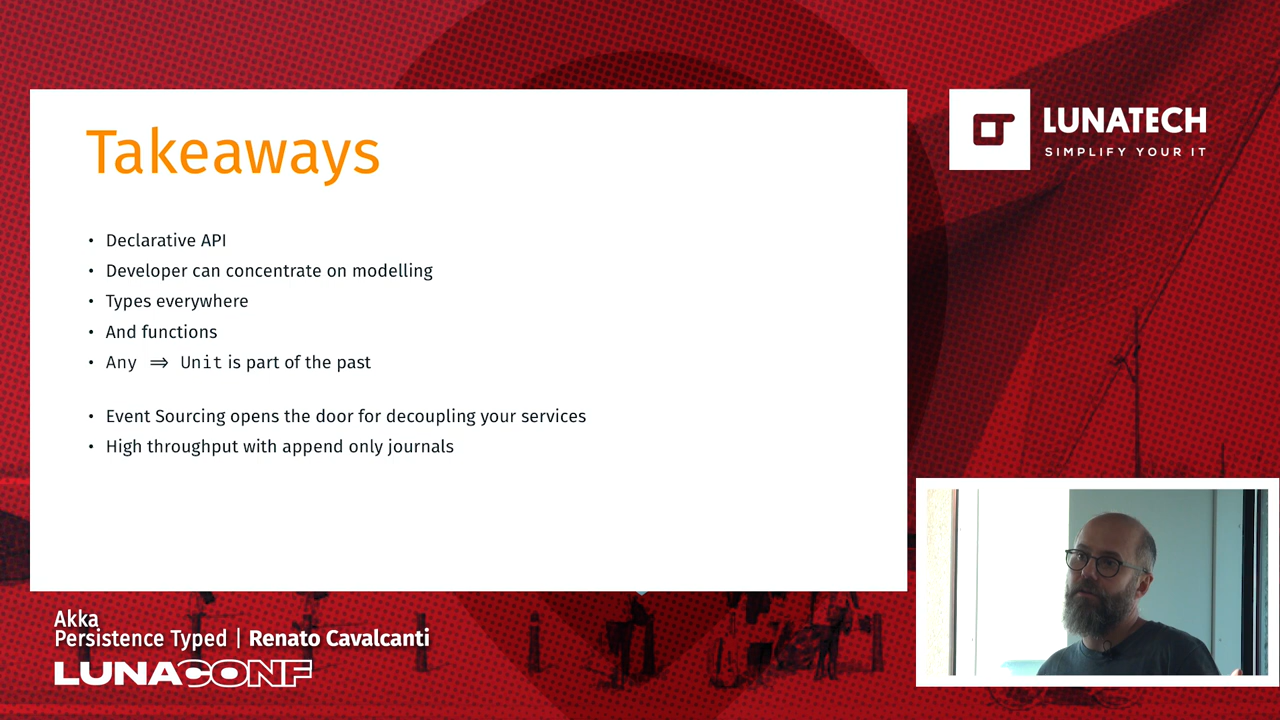 Takeaways
• Declarative API
• Developer can concentrate on modelling
• Types everywhere
• And functions
• Any ⇒ Unit is part of the past
• Event Sourcing opens the door for decoupling your services
• High throughput with append only journals
LUNATECH
SIMPLIFY YOUR IT
Akka
Persistence Typed | Renato Cavalcanti
LUNACONF